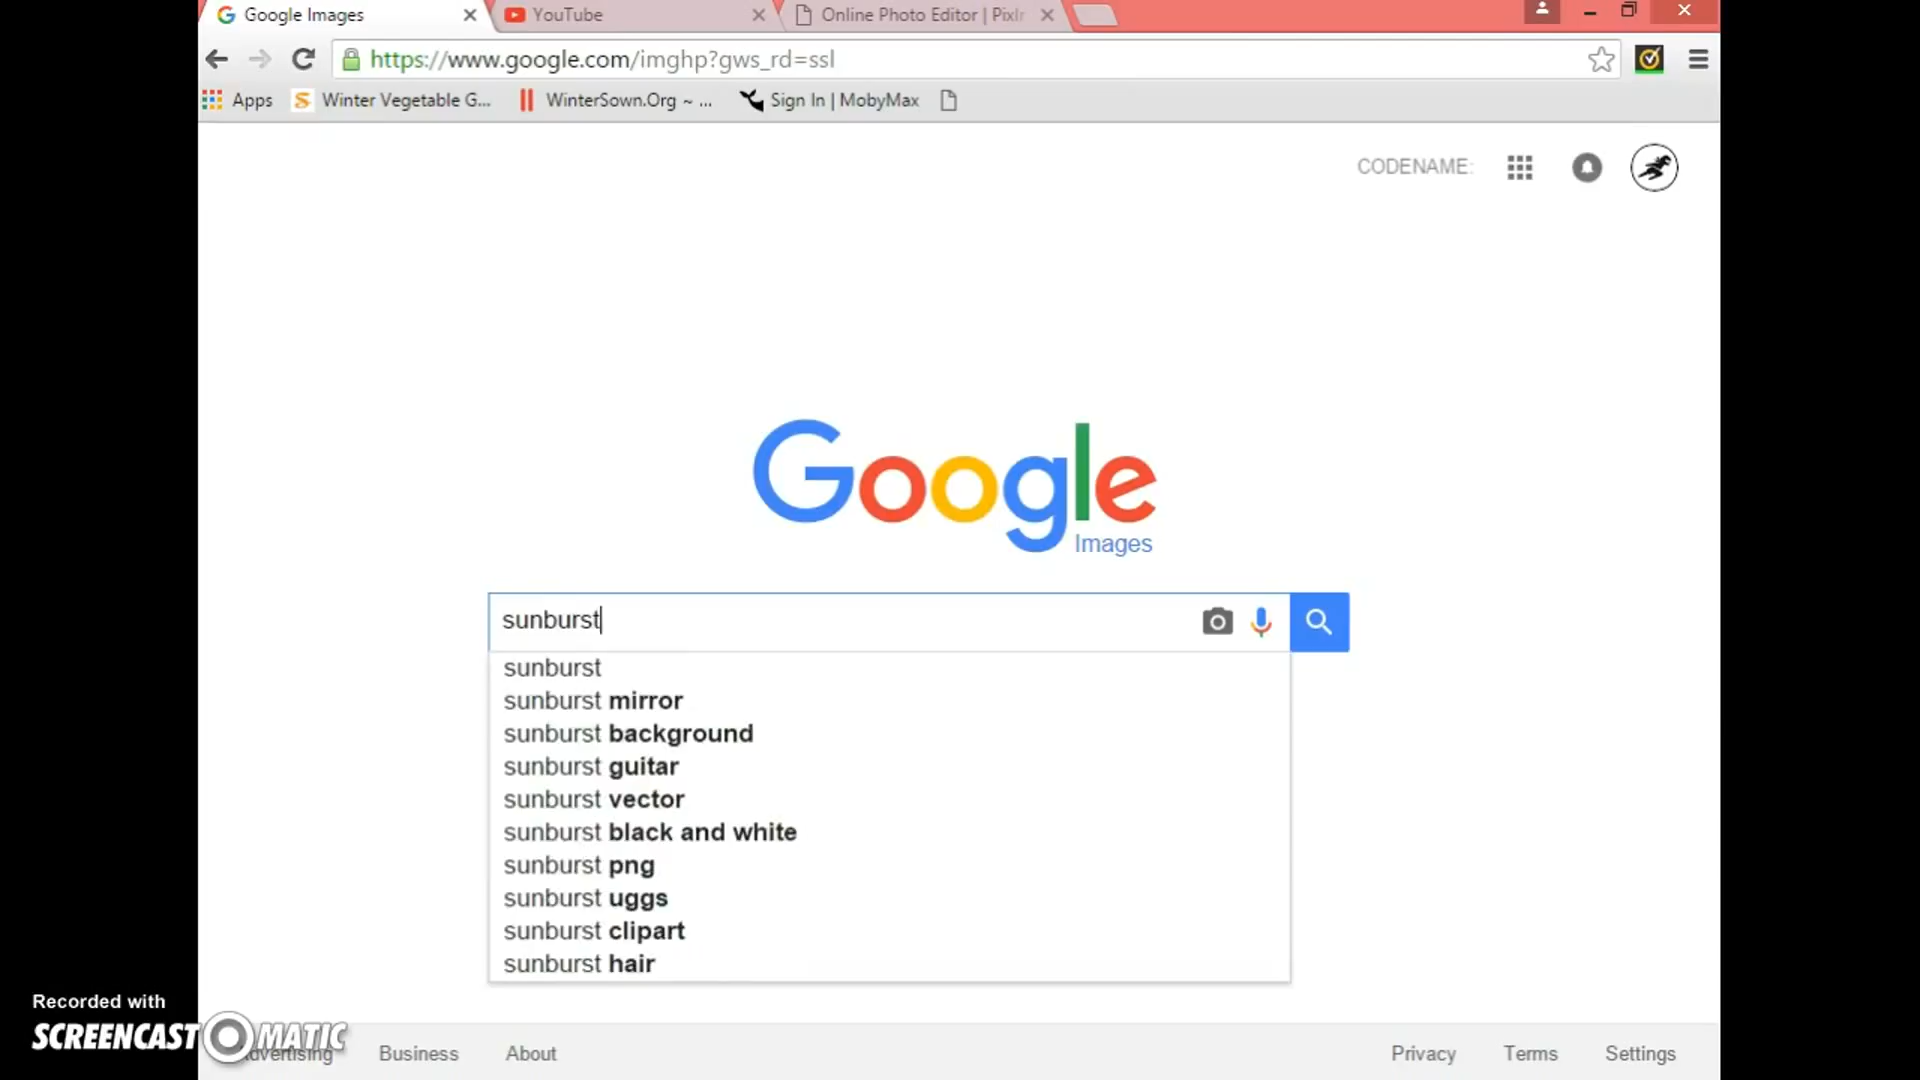 Google Images
YouTube
Online Photo Editor | Pixlr
https://www.google.com/imghp?gws_rd=ssl
Apps
Winter Vegetable G...
WinterSown.Org ~ ...
Sign In | MobyMax
CODENAME:
Google
Images
sunburst
sunburst
sunburst mirror
sunburst background
sunburst guitar
sunburst vector
sunburst black and white
sunburst png
sunburst uggs
sunburst clipart
sunburst hair
Recorded with
SCREENCAST-O-MATIC
Advertising
Business
About
Privacy
Terms
Settings